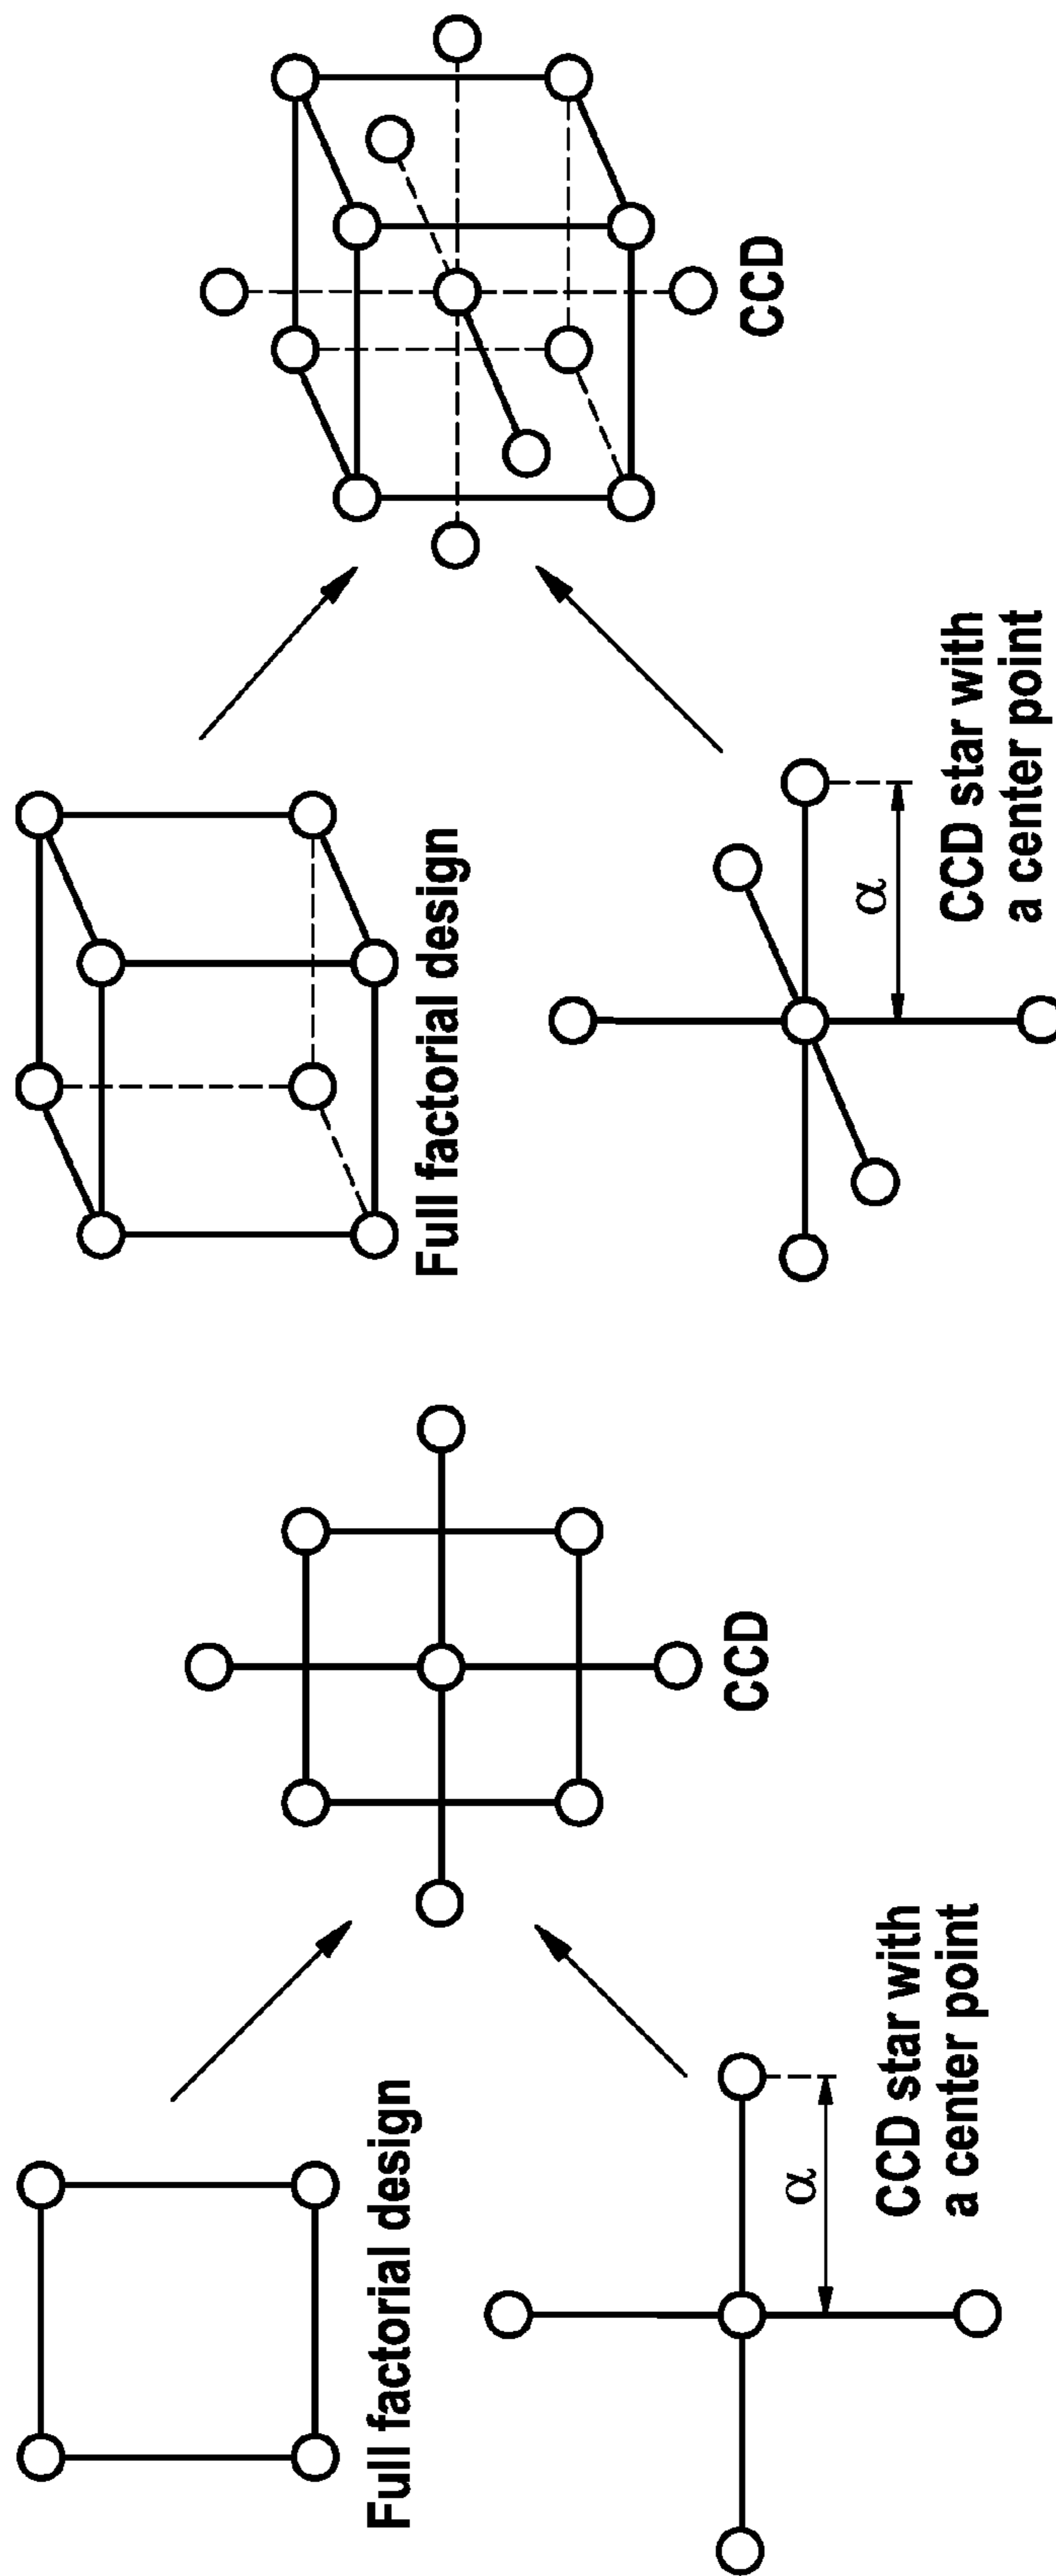 Full factorial design
α
CCD star with
a center point
CCD
Full factorial design
α
CCD star with
a center point
CCD